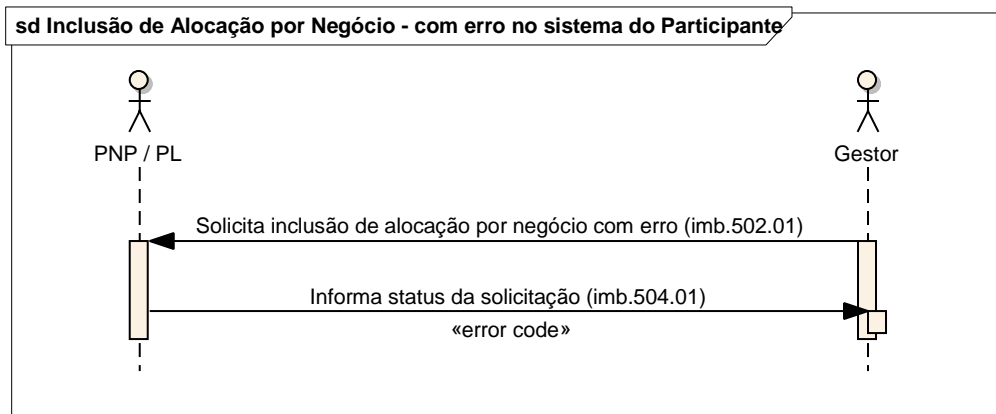 sd Inclusão de Alocação por Negócio - com erro no sistema do Participante
PNP / PL
Gestor
Solicita inclusão de alocação por negócio com erro (imb.502.01)
Informa status da solicitação (imb.504.01)
«error code»